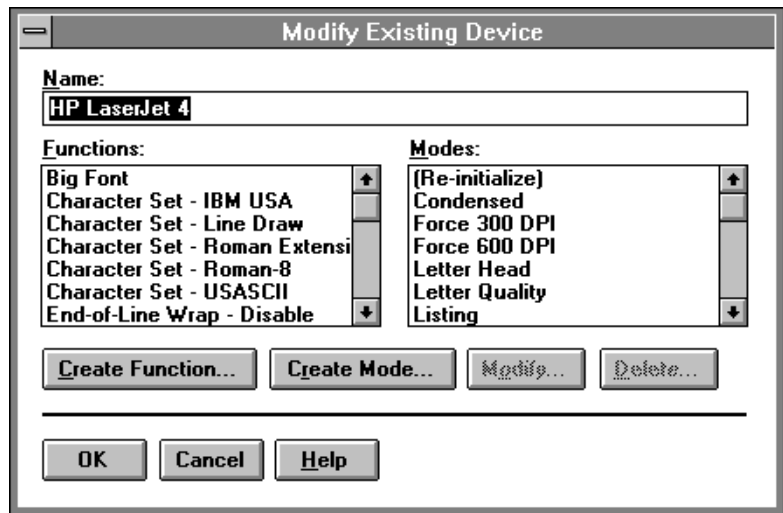 Modify Existing Device
Name:
HP LaserJet 4
Functions:
Big Font
Character Set - IBM USA
Character Set - Line Draw
Character Set - Roman Extensi
Character Set - Roman-8
Character Set - USASCII
End-of-Line Wrap - Disable
Modes:
(Re-initialize)
Condensed
Force 300 DPI
Force 600 DPI
Letter Head
Letter Quality
Listing
Create Function... Create Mode... Modify... Delete...
OK Cancel Help